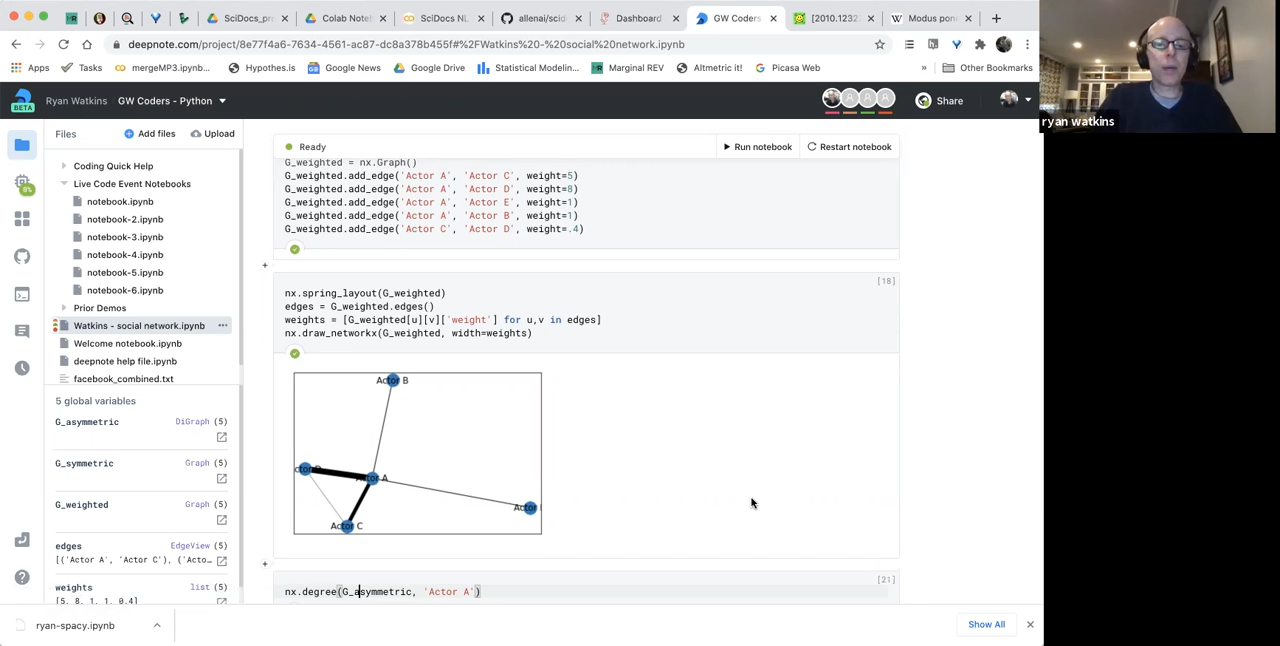 SciDocs_pr
Colab Note
SciDocs NL
allenai/scid
Dashboard
GW Coders
[2010.1232
Modus pon
deepnote.com/project/8e77f4a6-7634-4561-ac87-dc8a378b455f#%2FWatkins%20-%20social%20network.ipynb
Apps
Tasks
mergeMP3.ipynb...
Hypothes.is
Google News
Google Drive
Statistical Modelin...
MR
Marginal REV
Altmetric it!
Picasa Web
»
Other Bookmarks
ryan watkins
BETA
Ryan Watkins
GW Coders - Python
Share
Files
Add files
Upload
Coding Quick Help
Live Code Event Notebooks
notebook.ipynb
notebook-2.ipynb
notebook-3.ipynb
notebook-4.ipynb
notebook-5.ipynb
notebook-6.ipynb
Prior Demos
Watkins - social network.ipynb
Welcome notebook.ipynb
deepnote help file.ipynb
facebook_combined.txt
5 global variables
G_asymmetric DiGraph (5)
G_symmetric Graph (5)
G_weighted Graph (5)
edges EdgeView (5)
[('Actor A', 'Actor C'), ('Acto...
weights list (5)
[5, 8, 1, 1, 0.4]
Ready
Run notebook
Restart notebook
G_weighted = nx.Graph()
G_weighted.add_edge('Actor A', 'Actor C', weight=5)
G_weighted.add_edge('Actor A', 'Actor D', weight=8)
G_weighted.add_edge('Actor A', 'Actor E', weight=1)
G_weighted.add_edge('Actor A', 'Actor B', weight=1)
G_weighted.add_edge('Actor C', 'Actor D', weight=.4)
[18]
nx.spring_layout(G_weighted)
edges = G_weighted.edges()
weights = [G_weighted[u][v]['weight'] for u,v in edges]
nx.draw_networkx(G_weighted, width=weights)
Actor B
Actor A
Actor
Actor C
[21]
nx.degree(G_asymmetric, 'Actor A')
ryan-spacy.ipynb
Show All